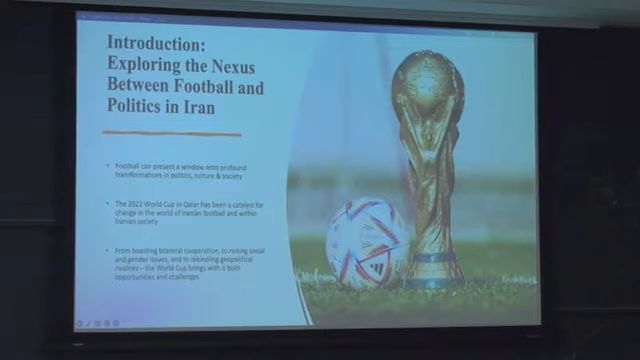 Introduction:
Exploring the Nexus
Between Football and
Politics in Iran
• Football can present a window onto profound
transformations in politics, culture & society
• The 2022 World Cup in Qatar has been a catalyst for
change in the world of Iranian football and within
Iranian society
• From boosting bilateral cooperation, to raising social
and gender issues, and to rekindling geopolitical
rivalries – the World Cup brings with it both
opportunities and challenges